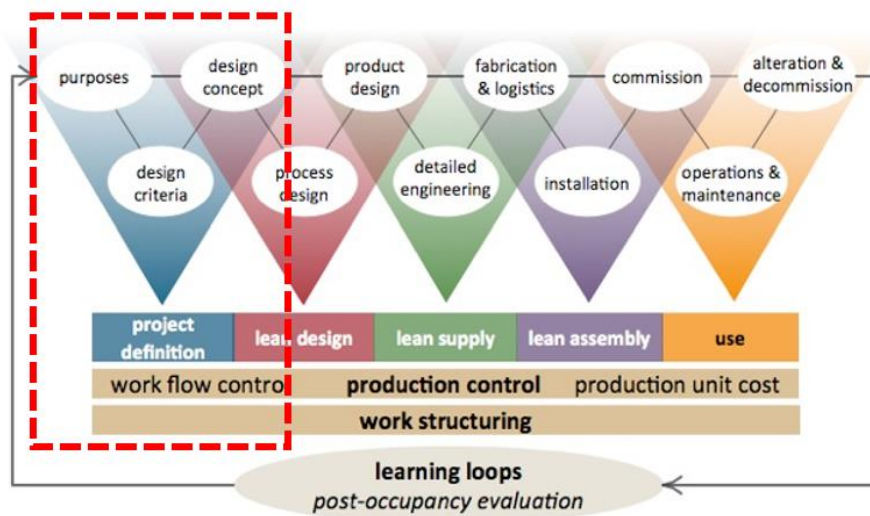 purposes
design
concept
product
design
fabrication
& logistics
commission
alteration &
decommission
design
criteria
process
design
detailed
engineering
installation
operations &
maintenance
project
definition
lean design
lean supply
lean assembly
use
work flow control
production control
production unit cost
work structuring
learning loops
post-occupancy evaluation